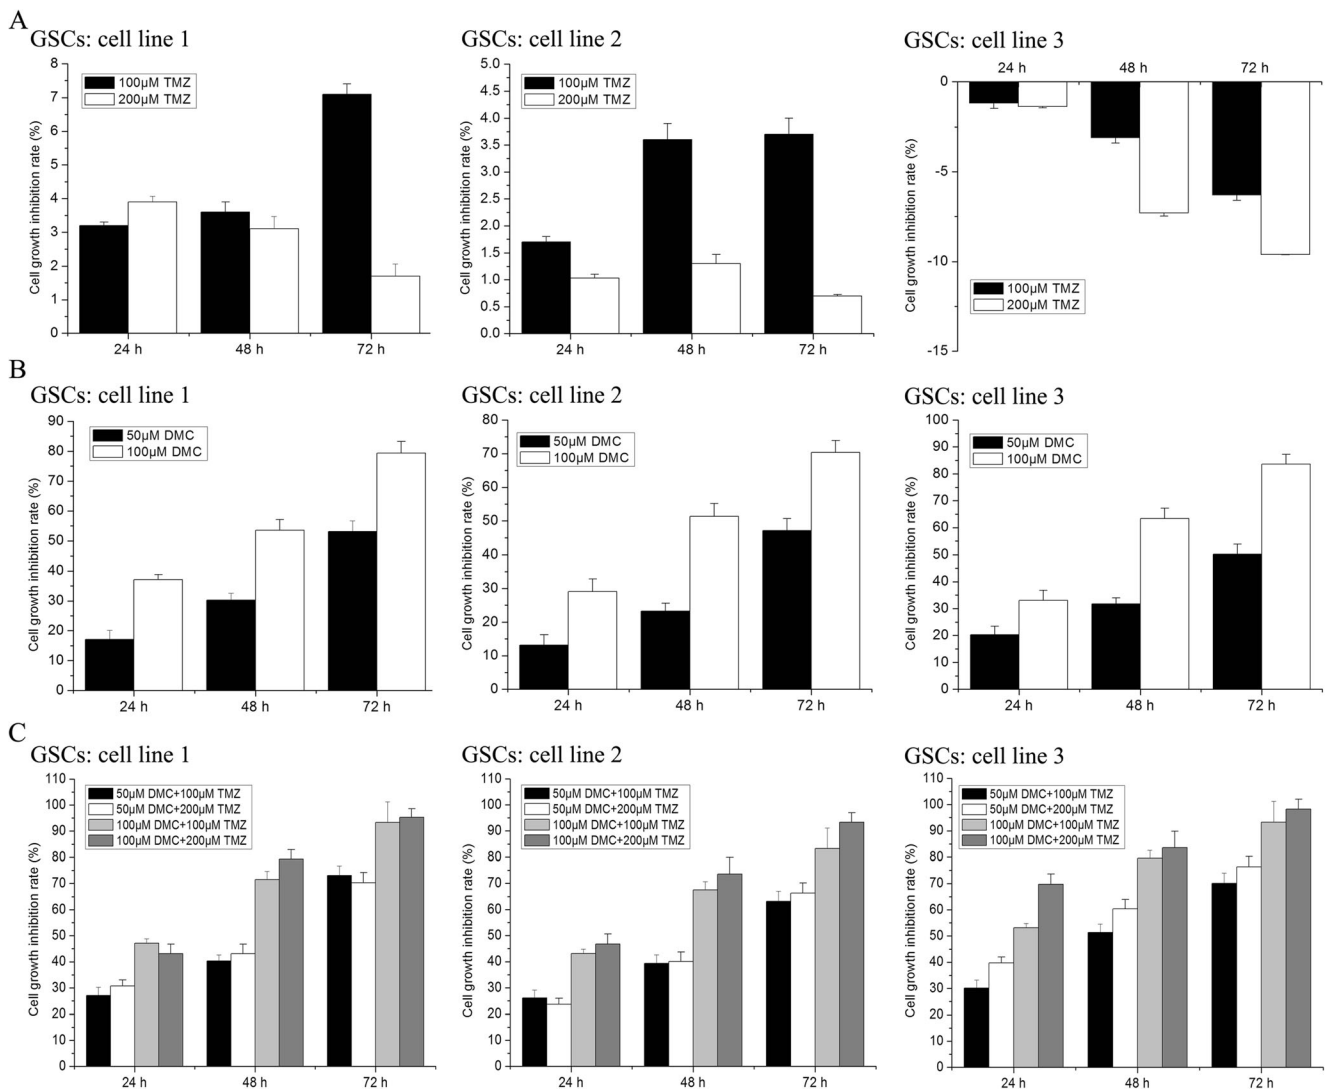 A
GSCs: cell line 1
Cell growth inhibition rate (%)
8
7
6
5
4
3
2
1
0
100μM TMZ
200μM TMZ
24 h 48 h 72 h
GSCs: cell line 2
Cell growth inhibition rate (%)
5.0
4.5
4.0
3.5
3.0
2.5
2.0
1.5
1.0
0.5
0.0
100μM TMZ
200μM TMZ
24 h 48 h 72 h
GSCs: cell line 3
24 h 48 h 72 h
Cell growth inhibition rate (%)
0
-5
-10
-15
100μM TMZ
200μM TMZ
B
GSCs: cell line 1
Cell growth inhibition rate (%)
90
80
70
60
50
40
30
20
10
0
50μM DMC
100μM DMC
24 h 48 h 72 h
GSCs: cell line 2
Cell growth inhibition rate (%)
80
70
60
50
40
30
20
10
0
50μM DMC
100μM DMC
24 h 48 h 72 h
GSCs: cell line 3
Cell growth inhibition rate (%)
100
90
80
70
60
50
40
30
20
10
0
50μM DMC
100μM DMC
24 h 48 h 72 h
C
GSCs: cell line 1
Cell growth inhibition rate (%)
110
100
90
80
70
60
50
40
30
20
10
0
50μM DMC+100μM TMZ
50μM DMC+200μM TMZ
100μM DMC+100μM TMZ
100μM DMC+200μM TMZ
24 h 48 h 72 h
GSCs: cell line 2
Cell growth inhibition rate (%)
110
100
90
80
70
60
50
40
30
20
10
0
50μM DMC+100μM TMZ
50μM DMC+200μM TMZ
100μM DMC+100μM TMZ
100μM DMC+200μM TMZ
24 h 48 h 72 h
GSCs: cell line 3
Cell growth inhibition rate (%)
110
100
90
80
70
60
50
40
30
20
10
0
50μM DMC+100μM TMZ
50μM DMC+200μM TMZ
100μM DMC+100μM TMZ
100μM DMC+200μM TMZ
24 h 48 h 72 h